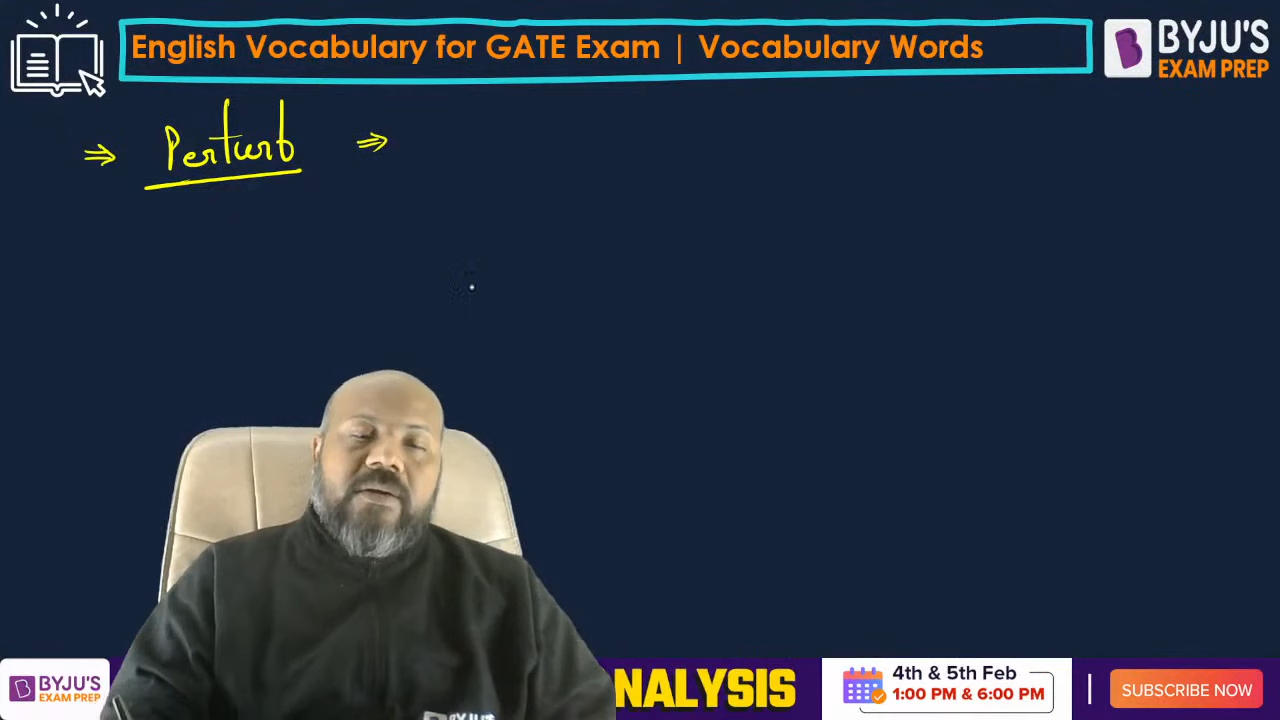 English Vocabulary for GATE Exam | Vocabulary Words
BYJU'S
EXAM PREP
⇒ Perturb ⇒
BYJU'S
EXAM PREP
BYJU'S
NALYSIS
4th & 5th Feb
1:00 PM & 6:00 PM
SUBSCRIBE NOW